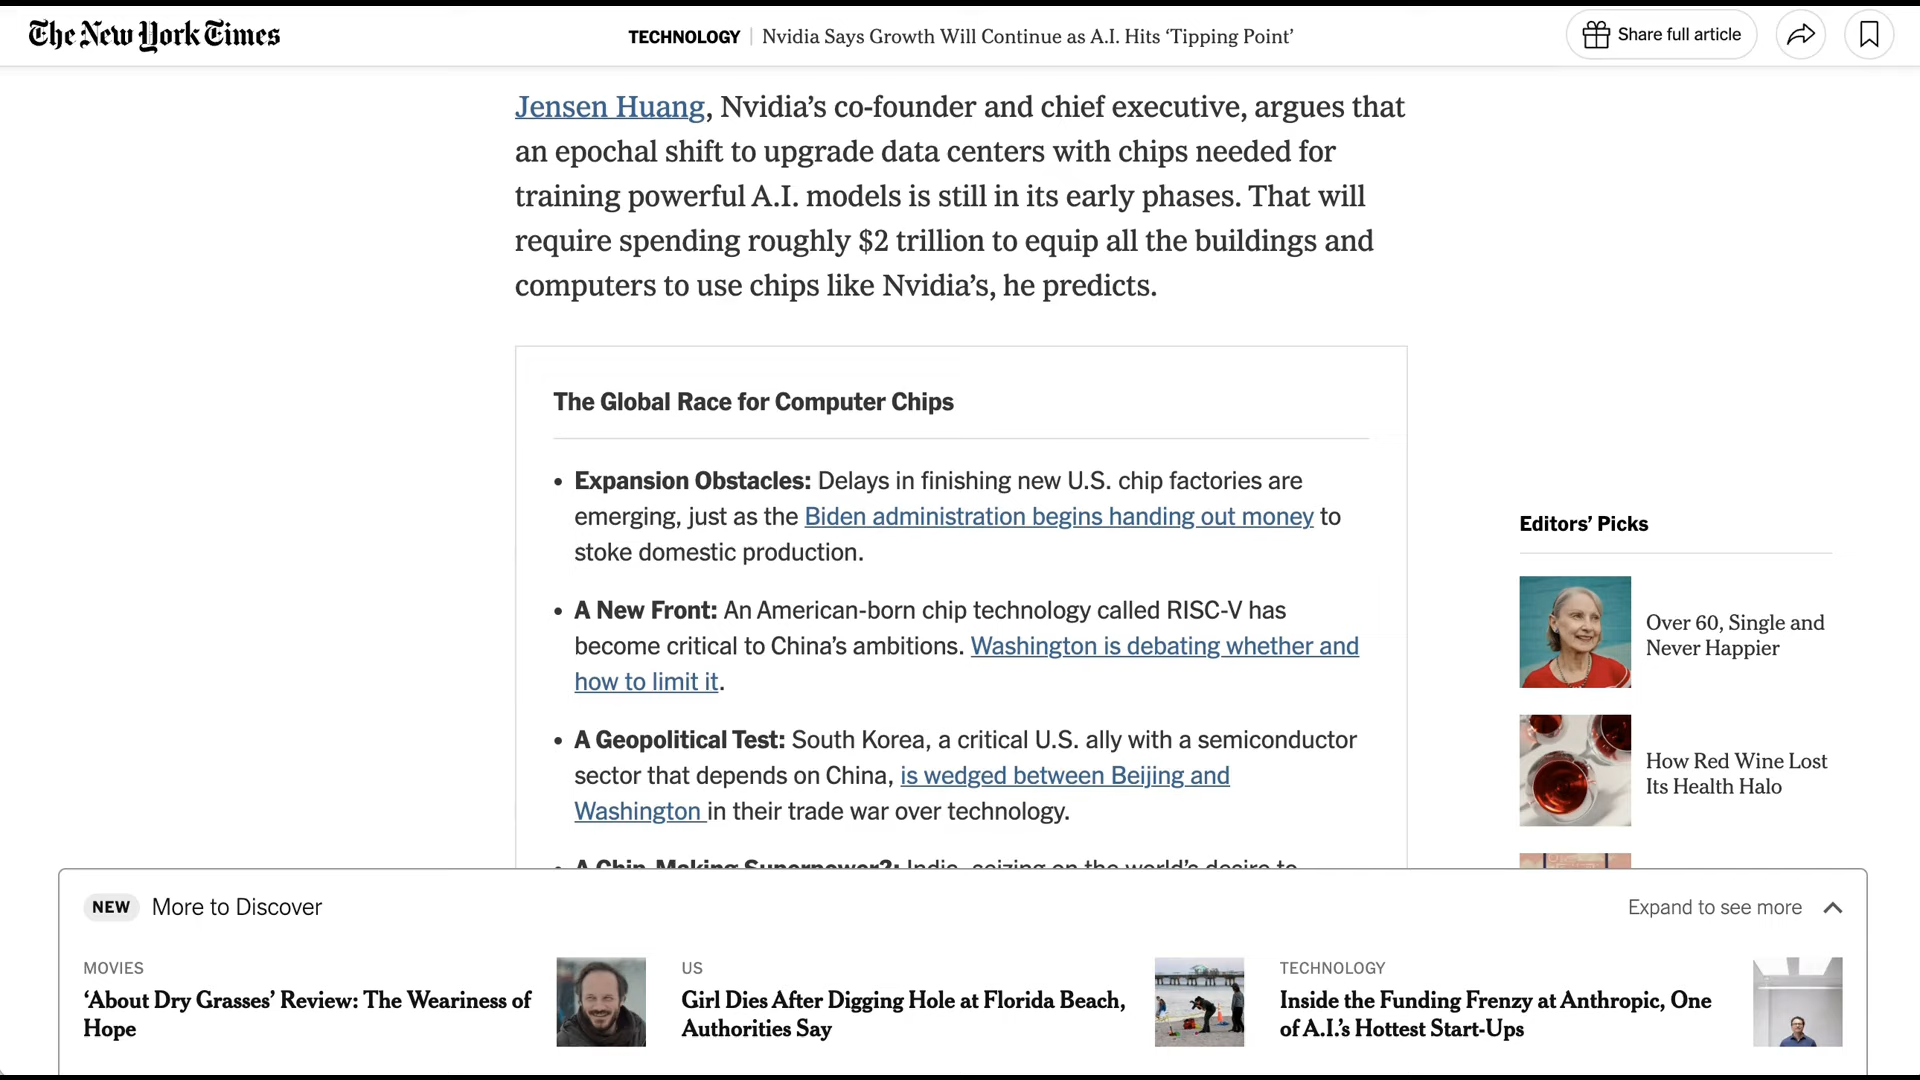 The New York Times
TECHNOLOGY | Nvidia Says Growth Will Continue as A.I. Hits ‘Tipping Point’
Share full article
Jensen Huang, Nvidia’s co-founder and chief executive, argues that
an epochal shift to upgrade data centers with chips needed for
training powerful A.I. models is still in its early phases. That will
require spending roughly $2 trillion to equip all the buildings and
computers to use chips like Nvidia’s, he predicts.
The Global Race for Computer Chips
• Expansion Obstacles: Delays in finishing new U.S. chip factories are
emerging, just as the Biden administration begins handing out money to
stoke domestic production.
• A New Front: An American-born chip technology called RISC-V has
become critical to China’s ambitions. Washington is debating whether and
how to limit it.
• A Geopolitical Test: South Korea, a critical U.S. ally with a semiconductor
sector that depends on China, is wedged between Beijing and
Washington in their trade war over technology.
• A Chip-Making Superpower?: India, seizing on the world’s desire to
Editors’ Picks
Over 60, Single and
Never Happier
How Red Wine Lost
Its Health Halo
NEW More to Discover
Expand to see more
MOVIES
‘About Dry Grasses’ Review: The Weariness of
Hope
US
Girl Dies After Digging Hole at Florida Beach,
Authorities Say
TECHNOLOGY
Inside the Funding Frenzy at Anthropic, One
of A.I.’s Hottest Start-Ups